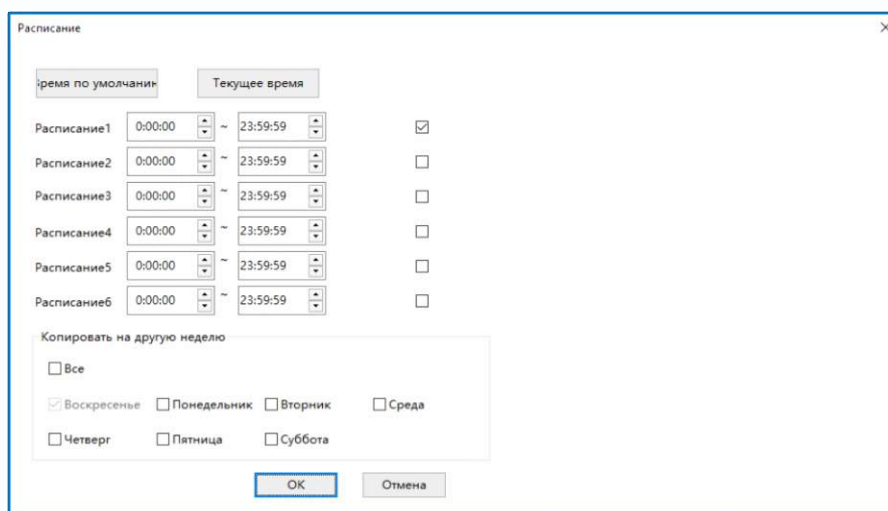 Расписание
время по умолчанин Текущее время
Расписание1 0:00:00 ~ 23:59:59
Расписание2 0:00:00 ~ 23:59:59
Расписание3 0:00:00 ~ 23:59:59
Расписание4 0:00:00 ~ 23:59:59
Расписание5 0:00:00 ~ 23:59:59
Расписание6 0:00:00 ~ 23:59:59
Копировать на другую неделю
Все
Воскресенье Понедельник Вторник Среда
Четверг Пятница Суббота
OK Отмена